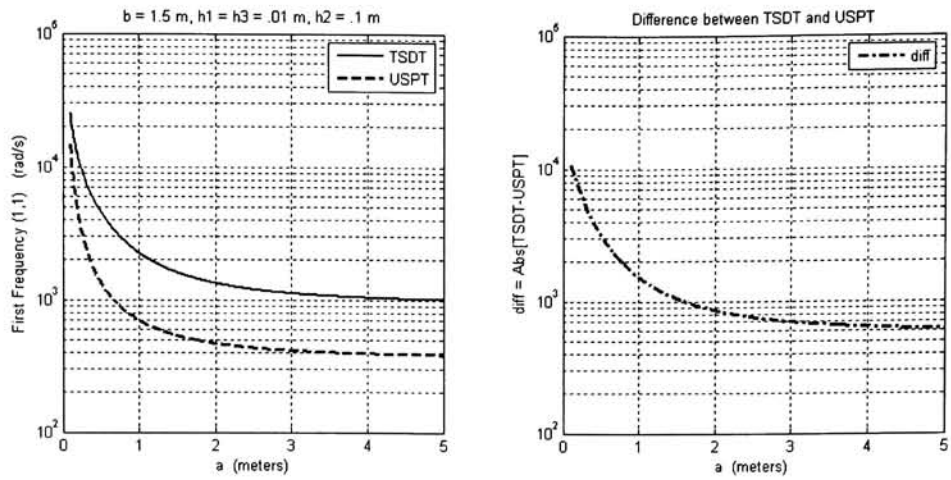 b = 1.5 m, h1 = h3 = .01 m, h2 = .1 m
10^6
10^4
10^3
10^2
First Frequency (1,1) (rad/s)
TSDT
USPT
0 1 2 3 4 5
a (meters)
Difference between TSDT and USPT
10^6
10^4
10^3
10^2
diff = Abs[TSDT-USPT]
diff
0 1 2 3 4 5
a (meters)